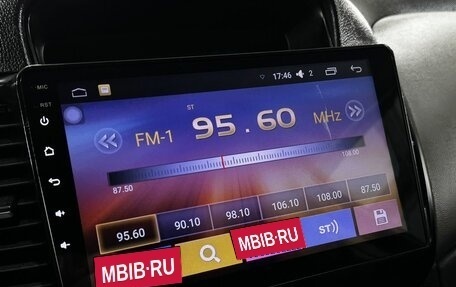 MIC
17:46 2
RST
ST
FM-1 95.60 MHz
87.50 108.00
95.60 90.10 98.10 106.10 108.00 87.50
ST))
MBIB·RU
MBIB·RU